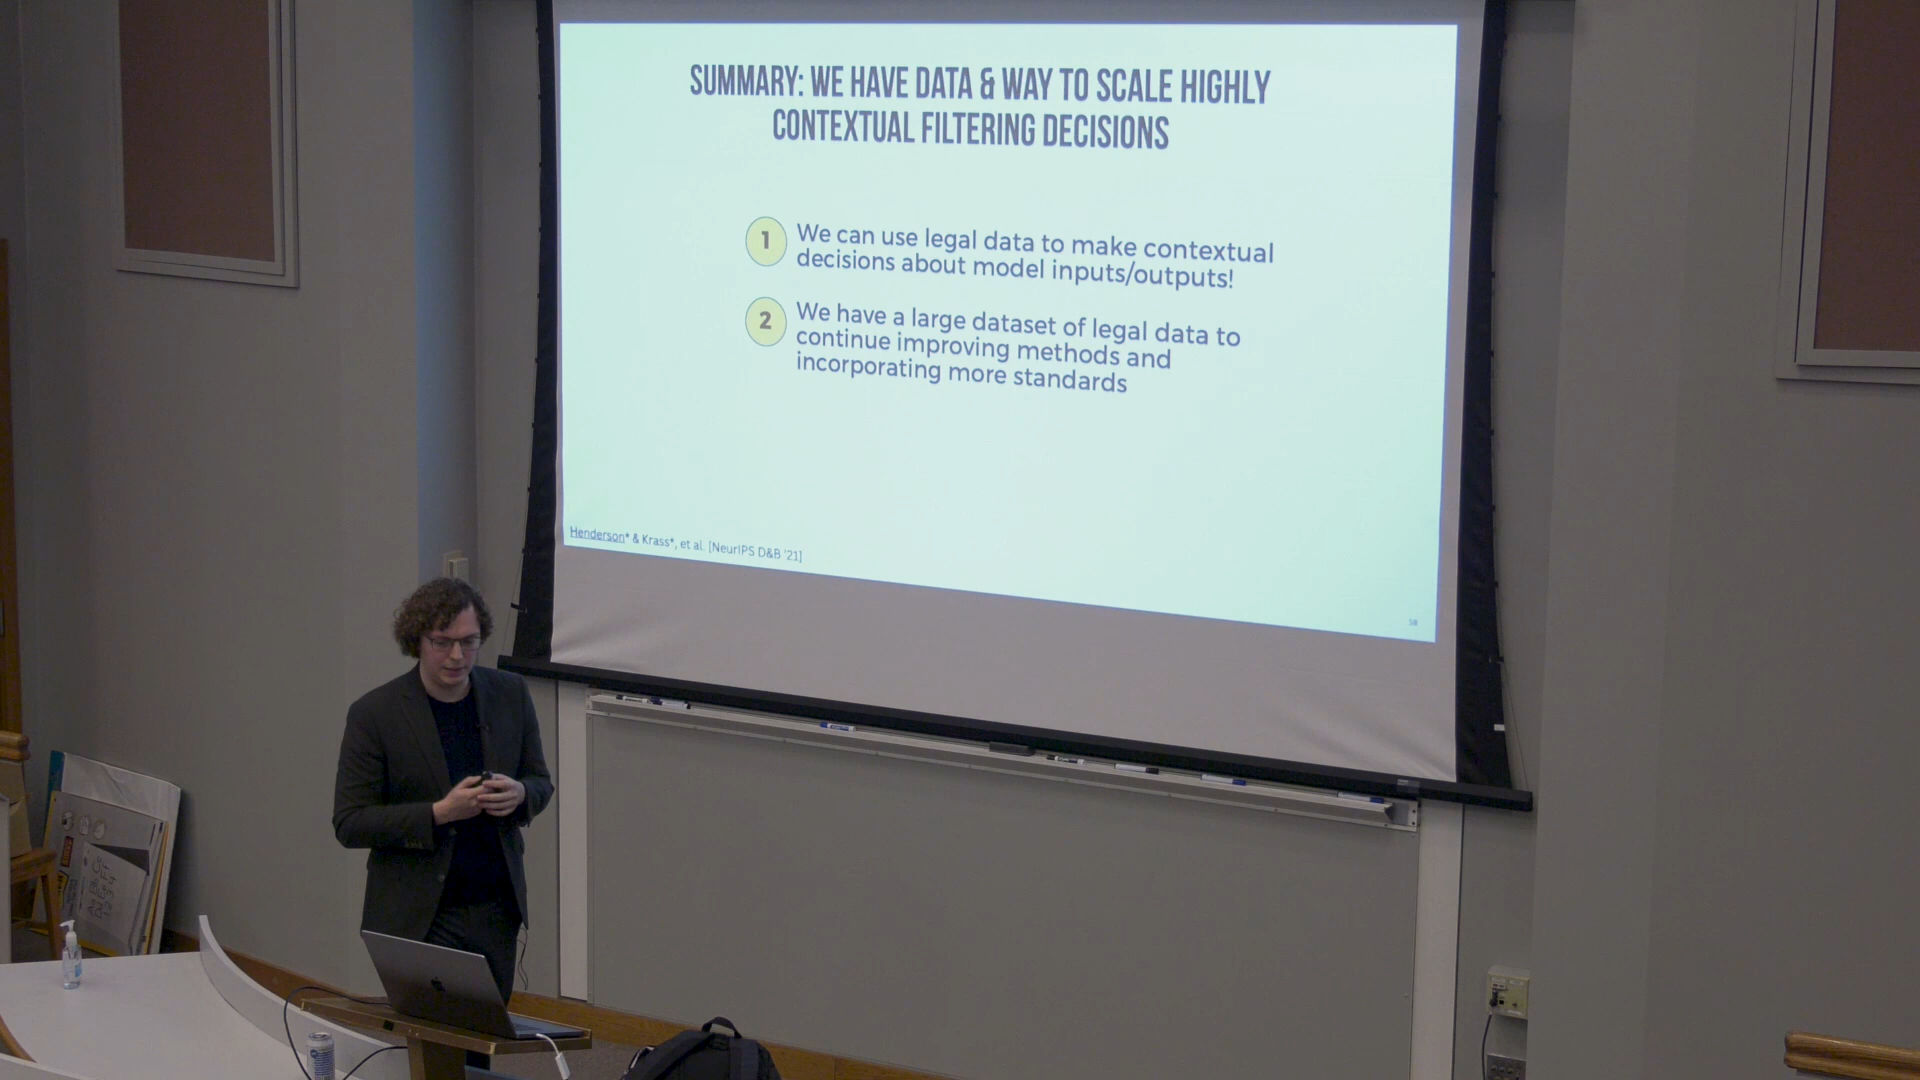 SUMMARY: WE HAVE DATA & WAY TO SCALE HIGHLY
CONTEXTUAL FILTERING DECISIONS
1
We can use legal data to make contextual
decisions about model inputs/outputs!
2
We have a large dataset of legal data to
continue improving methods and
incorporating more standards
Henderson* & Krass*, et al. [NeurIPS D&B '21]
58